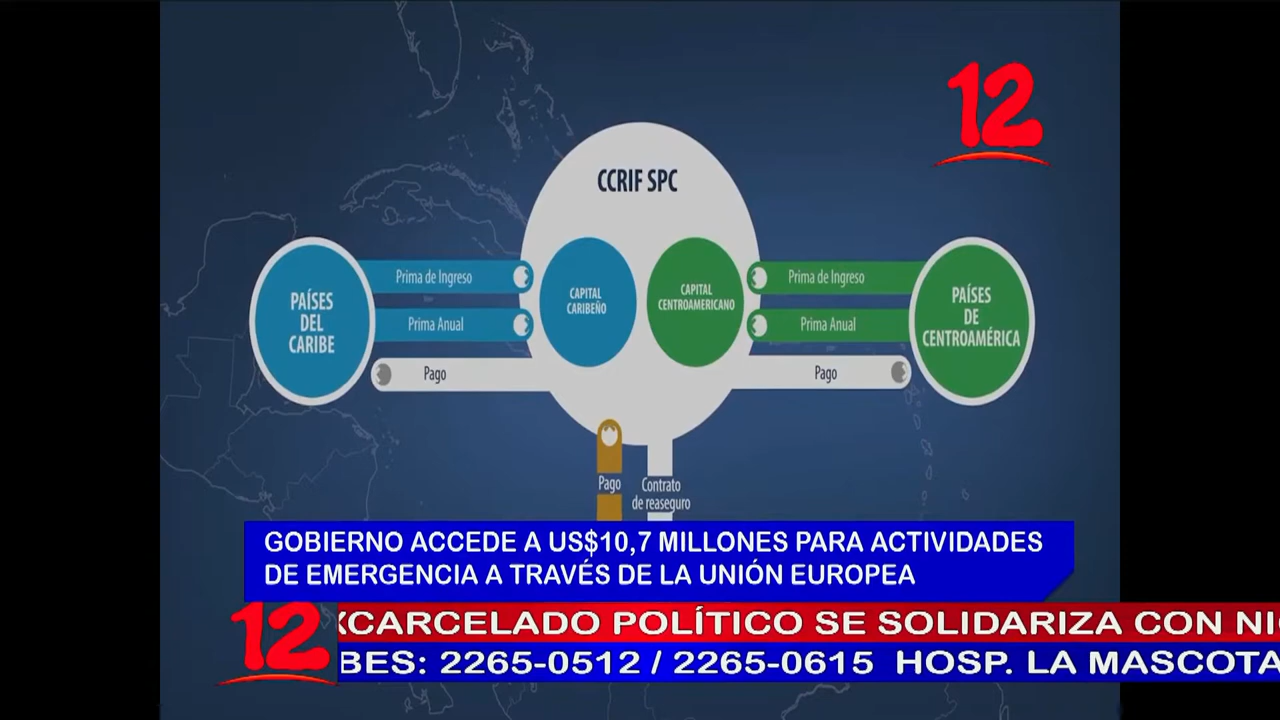 12
CCRIF SPC
PAÍSES
DEL
CARIBE
Prima de Ingreso
Prima Anual
Pago
CAPITAL
CARIBEÑO
CAPITAL
CENTROAMERICANO
Prima de Ingreso
Prima Anual
Pago
PAÍSES
DE
CENTROAMÉRICA
Pago
Contrato
de reaseguro
GOBIERNO ACCEDE A US$10,7 MILLONES PARA ACTIVIDADES
DE EMERGENCIA A TRAVÉS DE LA UNIÓN EUROPEA
12
XCARCELADO POLÍTICO SE SOLIDARIZA CON NI
BES: 2265-0512 / 2265-0615 HOSP. LA MASCOTA